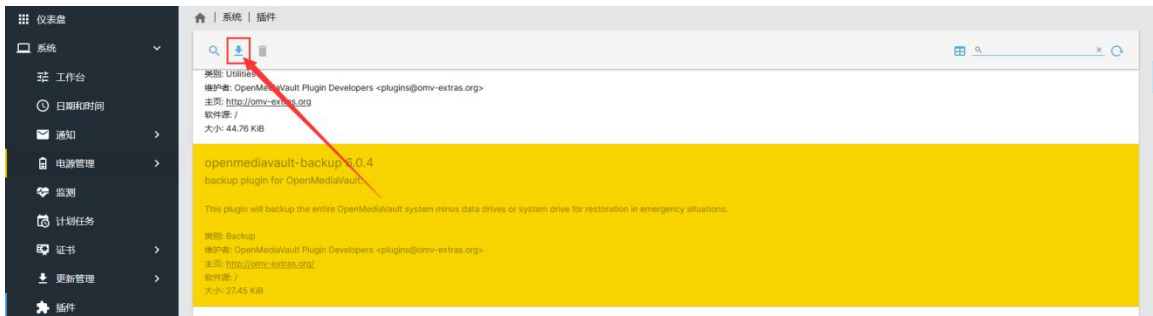 仪表盘
系统
工作台
日期和时间
通知
电源管理
监测
计划任务
证书
更新管理
插件
| 系统 | 插件
类别: Utilities
维护者: OpenMediaVault Plugin Developers <plugins@omv-extras.org>
主页: http://omv-extras.org
软件源: /
大小: 44.76 KiB
openmediavault-backup 6.0.4
backup plugin for OpenMediaVault.
This plugin will backup the entire OpenMediaVault system minus data drives or system drive for restoration in emergency situations.
类别: Backup
维护者: OpenMediaVault Plugin Developers <plugins@omv-extras.org>
主页: http://omv-extras.org/
软件源: /
大小: 27.45 KiB